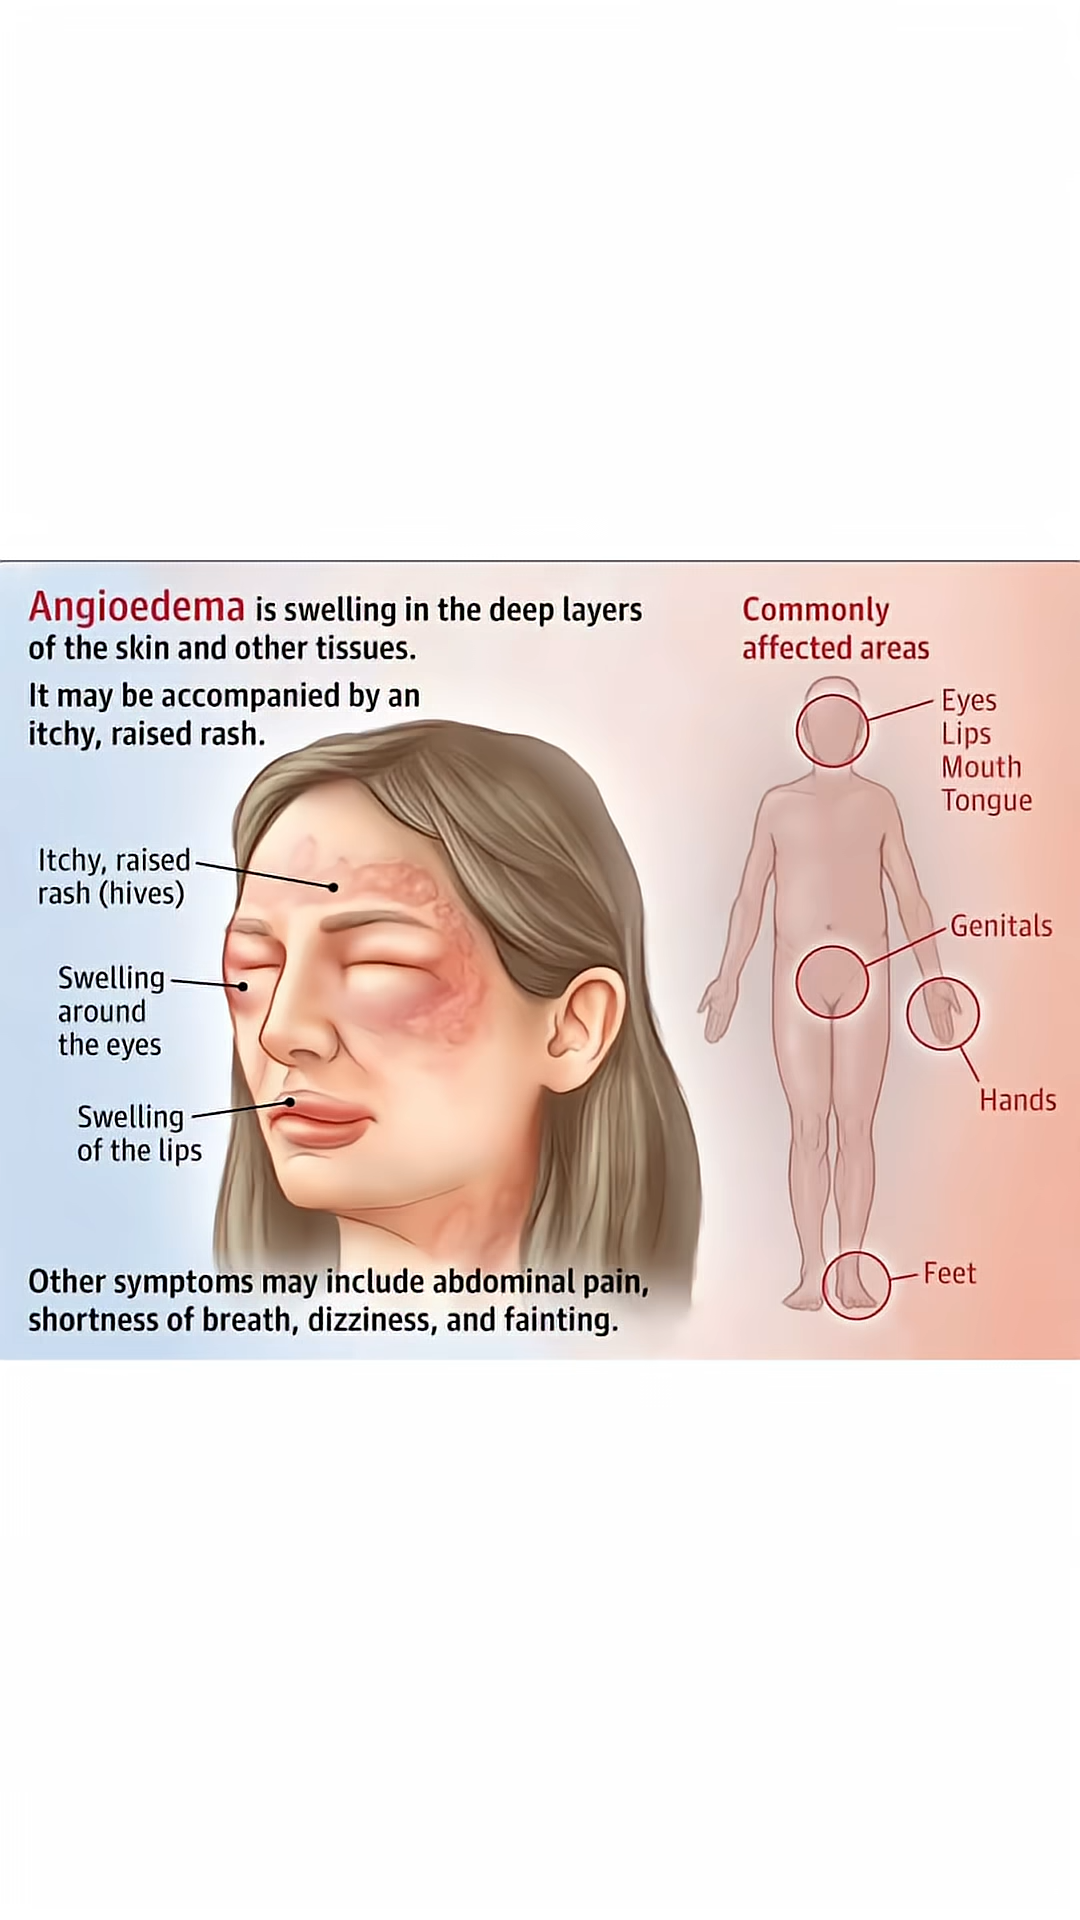 Angioedema is swelling in the deep layers
of the skin and other tissues.
It may be accompanied by an
itchy, raised rash.
Itchy, raised
rash (hives)
Swelling
around
the eyes
Swelling
of the lips
Other symptoms may include abdominal pain,
shortness of breath, dizziness, and fainting.
Commonly
affected areas
Eyes
Lips
Mouth
Tongue
Genitals
Hands
Feet